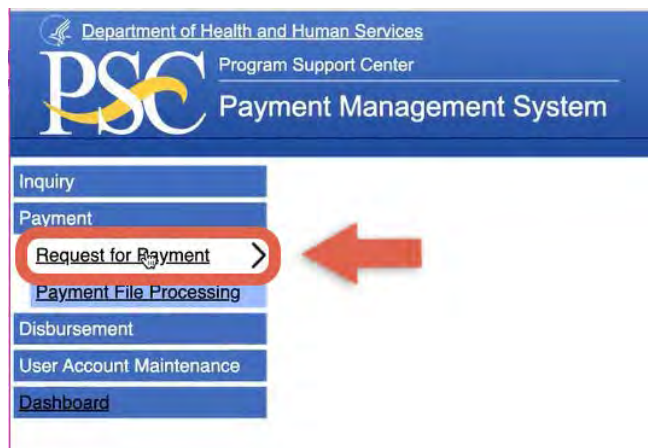 Department of Health and Human Services
PSC
Program Support Center
Payment Management System
Inquiry
Payment
Request for Payment
Payment File Processing
Disbursement
User Account Maintenance
Dashboard